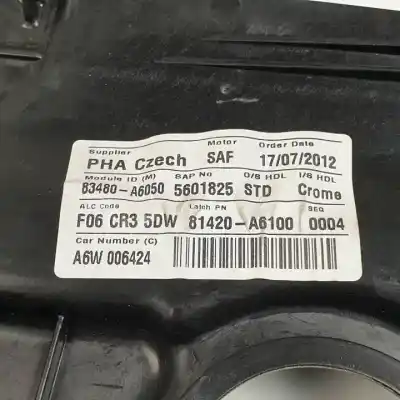 Supplier Motor Order Date
PHA Czech SAF 17/07/2012
Module ID (M) SAP No O/S HDL I/S HDL
83480-A6050 5601825 STD Crome
ALC Code Latch PN SEQ
F06 CR3 5DW 81420-A6100 0004
Car Number (C)
A6W 006424